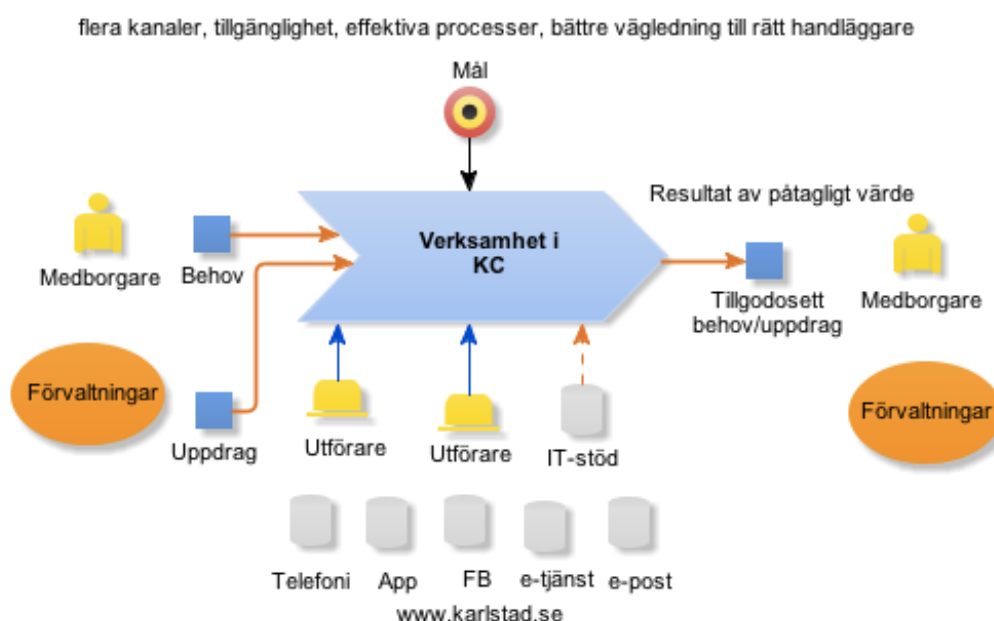 flera kanaler, tillgänglighet, effektiva processer, bättre vägledning till rätt handläggare
Mål
Resultat av påtagligt värde
Verksamhet i
KC
Medborgare
Behov
Tillgodosett
behov/uppdrag
Medborgare
Förvaltningar
Uppdrag
Utförare
Utförare
IT-stöd
Förvaltningar
Telefoni
App
FB
e-tjänst
e-post
www.karlstad.se